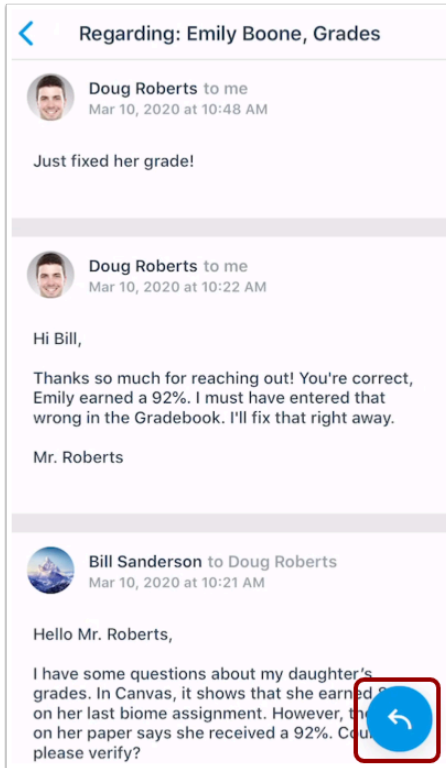 Regarding: Emily Boone, Grades
Doug Roberts to me
Mar 10, 2020 at 10:48 AM
Just fixed her grade!
Doug Roberts to me
Mar 10, 2020 at 10:22 AM
Hi Bill,
Thanks so much for reaching out! You're correct,
Emily earned a 92%. I must have entered that
wrong in the Gradebook. I'll fix that right away.
Mr. Roberts
Bill Sanderson to Doug Roberts
Mar 10, 2020 at 10:21 AM
Hello Mr. Roberts,
I have some questions about my daughter's
grades. In Canvas, it shows that she earned
on her last biome assignment. However,
on her paper says she received a 92%.
please verify?